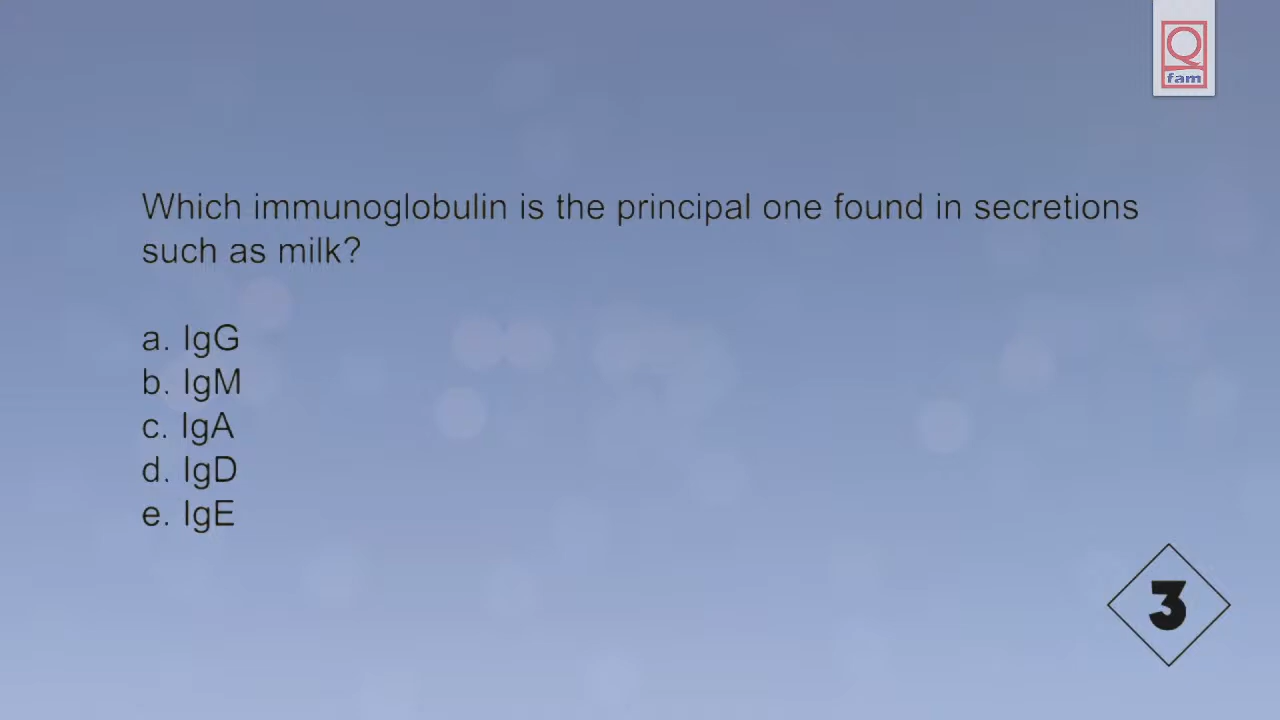 Q
fam
Which immunoglobulin is the principal one found in secretions
such as milk?
a. IgG
b. IgM
c. IgA
d. IgD
e. IgE
3